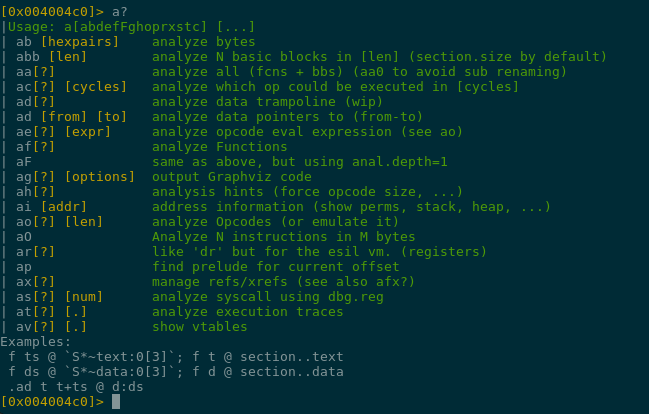 [0x004004c0]> a?
|Usage: a[abdefFghoprxstc] [...]
| ab [hexpairs]    analyze bytes
| abb [len]        analyze N basic blocks in [len] (section.size by default)
| aa[?]            analyze all (fcns + bbs) (aa0 to avoid sub renaming)
| ac[?] [cycles]   analyze which op could be executed in [cycles]
| ad[?]            analyze data trampoline (wip)
| ad [from] [to]   analyze data pointers to (from-to)
| ae[?] [expr]     analyze opcode eval expression (see ao)
| af[?]            analyze Functions
| aF               same as above, but using anal.depth=1
| ag[?] [options]  output Graphviz code
| ah[?]            analysis hints (force opcode size, ...)
| ai [addr]        address information (show perms, stack, heap, ...)
| ao[?] [len]      analyze Opcodes (or emulate it)
| aO               Analyze N instructions in M bytes
| ar[?]            like 'dr' but for the esil vm. (registers)
| ap               find prelude for current offset
| ax[?]            manage refs/xrefs (see also afx?)
| as[?] [num]      analyze syscall using dbg.reg
| at[?] [.]        analyze execution traces
| av[?] [.]        show vtables
Examples:
 f ts @ `S*~text:0[3]`; f t @ section..text
 f ds @ `S*~data:0[3]`; f d @ section..data
 .ad t t+ts @ d:ds
[0x004004c0]>